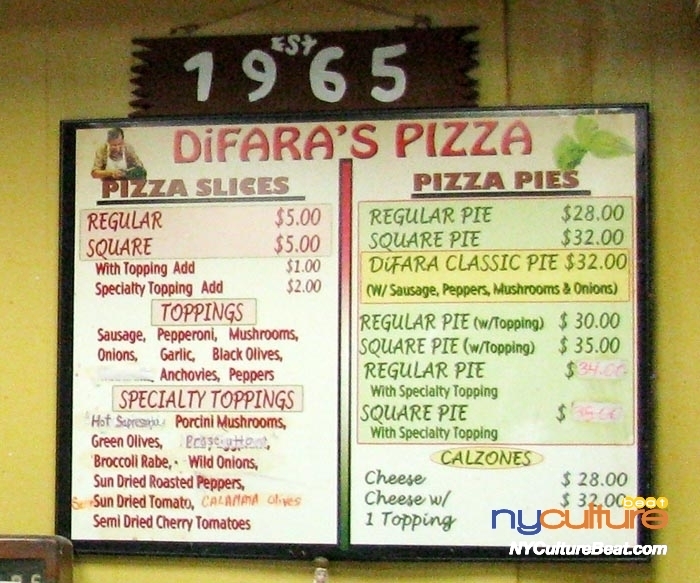 EST
1965
DiFARA'S PIZZA
PIZZA SLICES
REGULAR $5.00
SQUARE $5.00
With Topping Add $1.00
Specialty Topping Add $2.00
TOPPINGS
Sausage, Pepperoni, Mushrooms,
Onions, Garlic, Black Olives,
Anchovies, Peppers
SPECIALTY TOPPINGS
Hot Porcini Mushrooms,
Green Olives,
Broccoli Rabe, Wild Onions,
Sun Dried Roasted Peppers,
Semi Sun Dried Tomato, CALAMATA Olives
Semi Dried Cherry Tomatoes
PIZZA PIES
REGULAR PIE $28.00
SQUARE PIE $32.00
DiFARA CLASSIC PIE $32.00
(W/ Sausage, Peppers, Mushrooms & Onions)
REGULAR PIE (w/Topping) $ 30.00
SQUARE PIE (w/Topping) $ 35.00
REGULAR PIE $34.00
With Specialty Topping
SQUARE PIE $
With Specialty Topping
CALZONES
Cheese $ 28.00
Cheese w/ $ 32.00
1 Topping
nyculture beat
NYCultureBeat.com